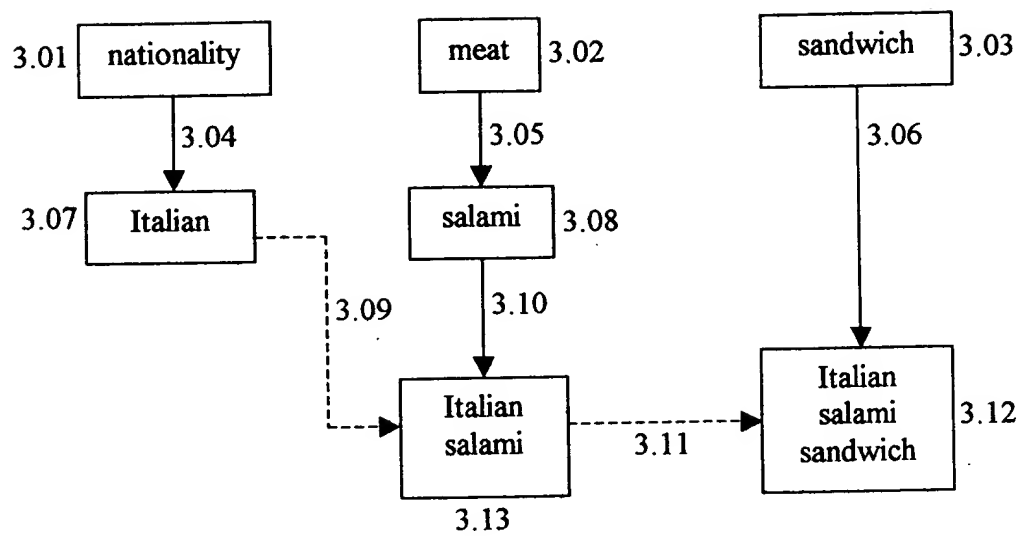 3.01 nationality
meat 3.02
sandwich 3.03
3.04
3.05
3.06
3.07 Italian
salami 3.08
3.09
3.10
Italian
salami
3.13
3.11
Italian
salami
sandwich
3.12